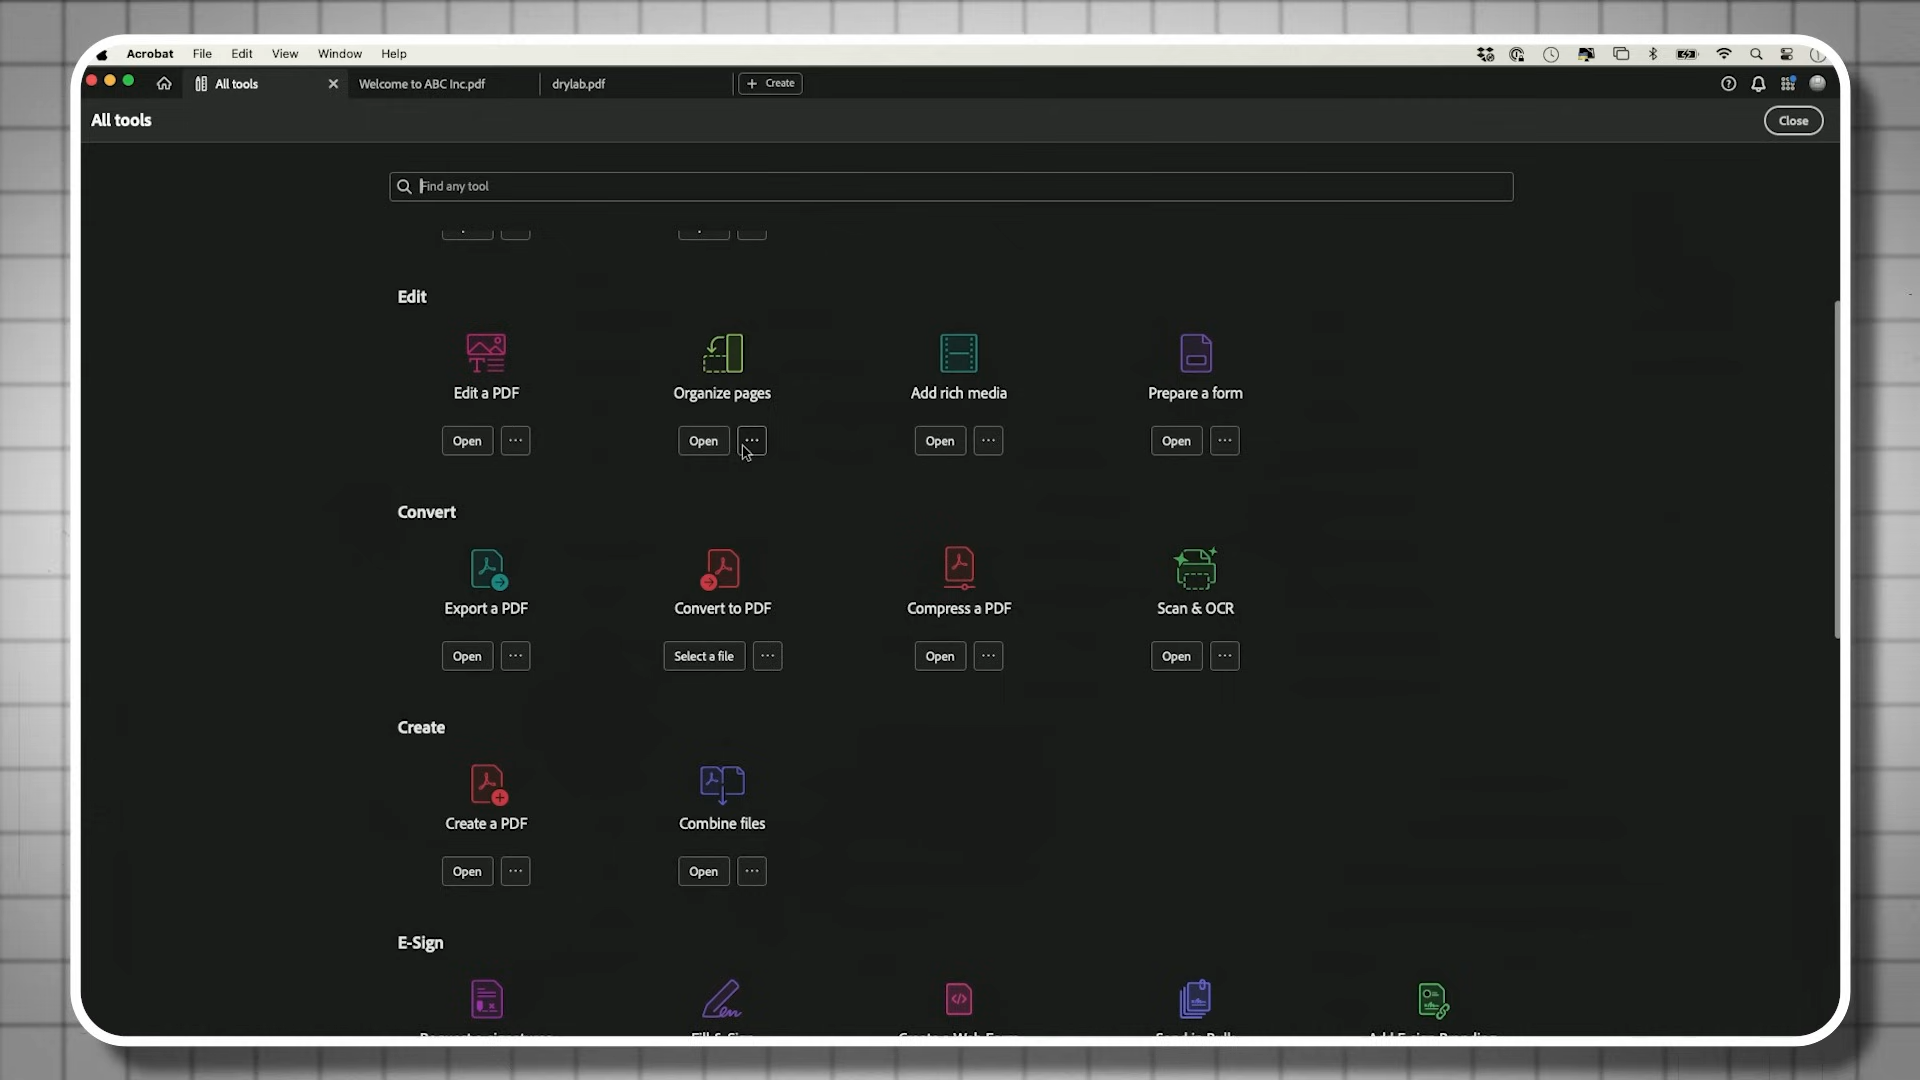 Acrobat File Edit View Window Help
All tools Welcome to ABC Inc.pdf drylab.pdf + Create
All tools Close
Find any tool
Edit
Edit a PDF Organize pages Add rich media Prepare a form
Open ... Open ... Open ... Open ...
Convert
Export a PDF Convert to PDF Compress a PDF Scan & OCR
Open ... Select a file ... Open ... Open ...
Create
Create a PDF Combine files
Open ... Open ...
E-Sign